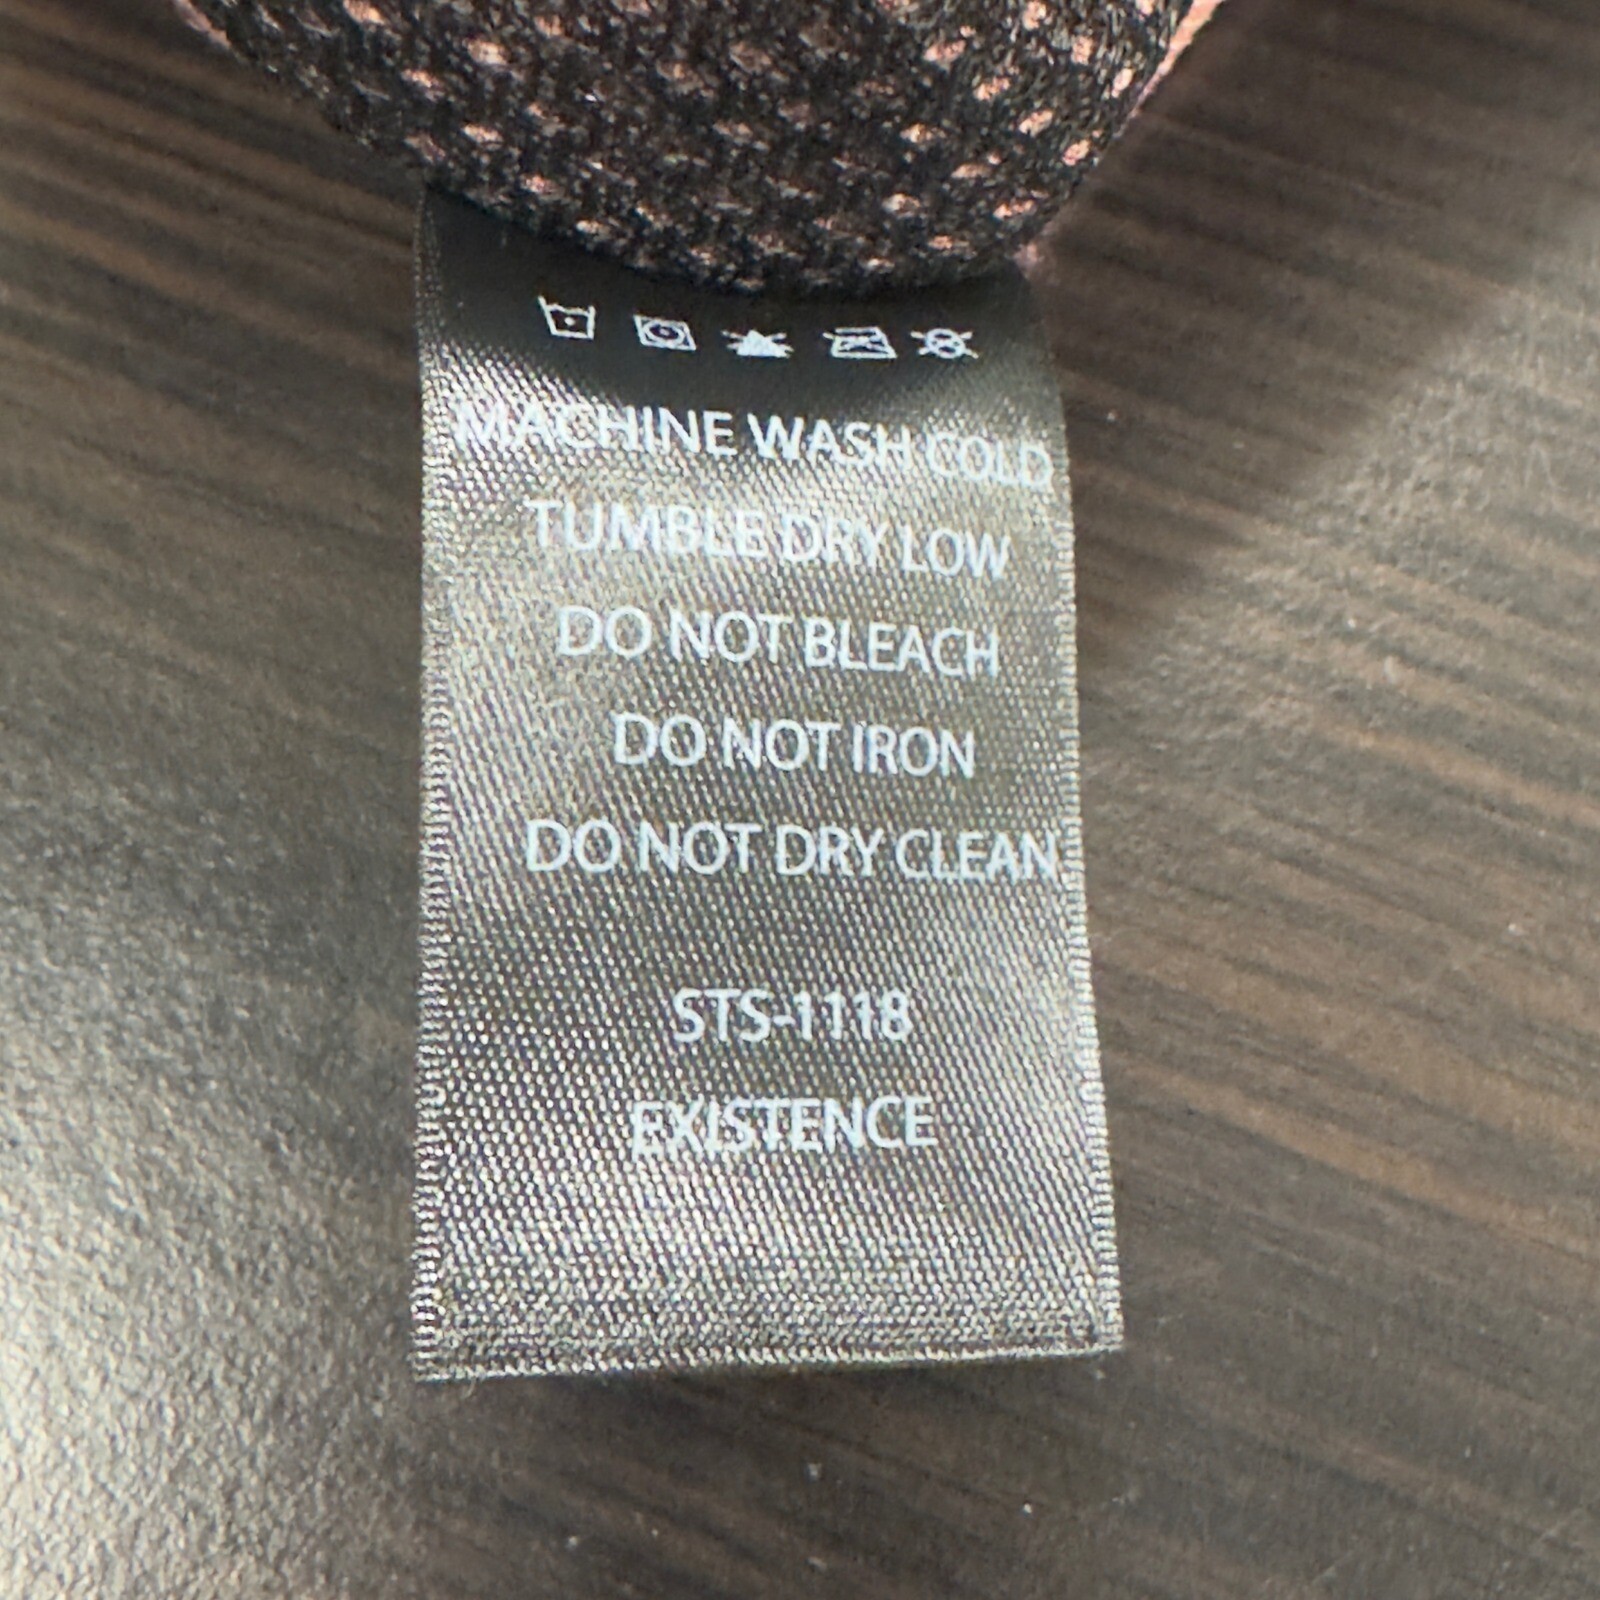 MACHINE WASH COLD
TUMBLE DRY LOW
DO NOT BLEACH
DO NOT IRON
DO NOT DRY CLEAN
STS-1118
EXISTENCE